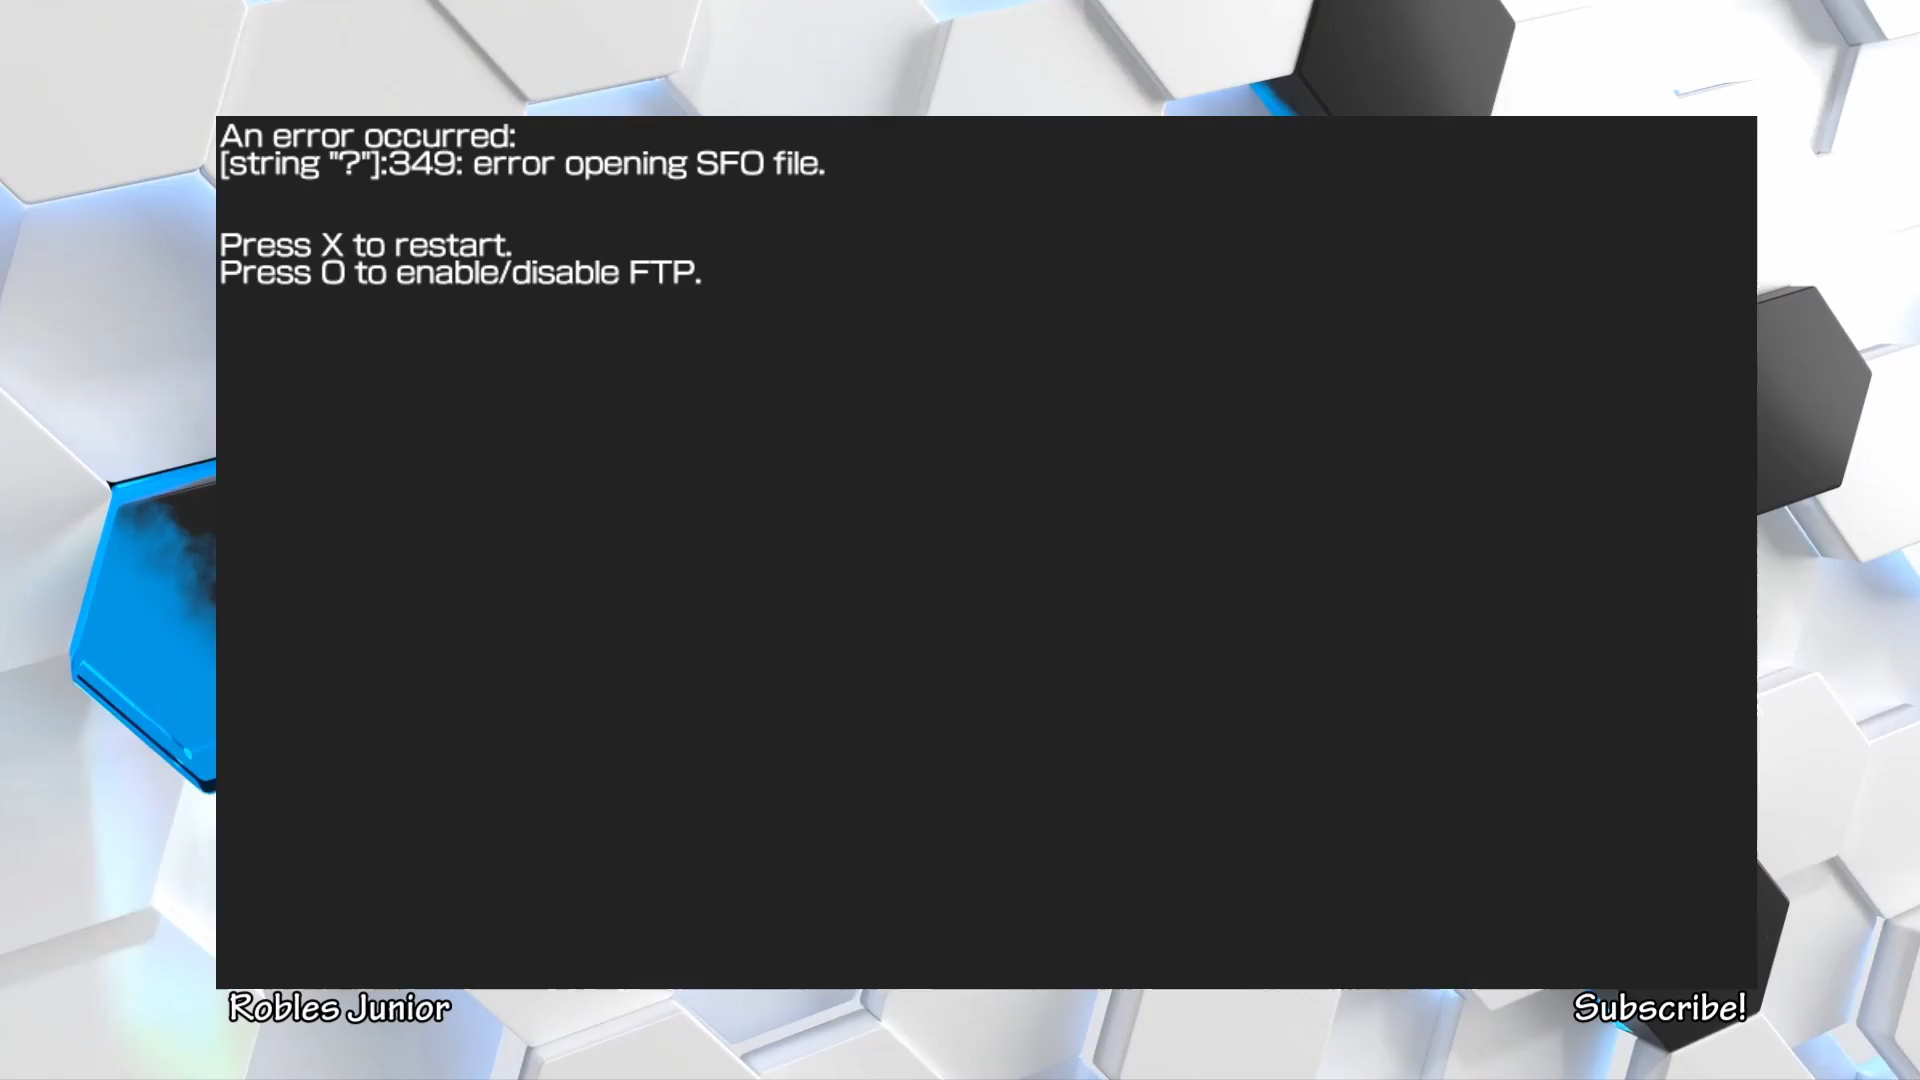 An error occurred:
[string "?"]:349: error opening SFO file.
Press X to restart.
Press O to enable/disable FTP.
Robles Junior
Subscribe!